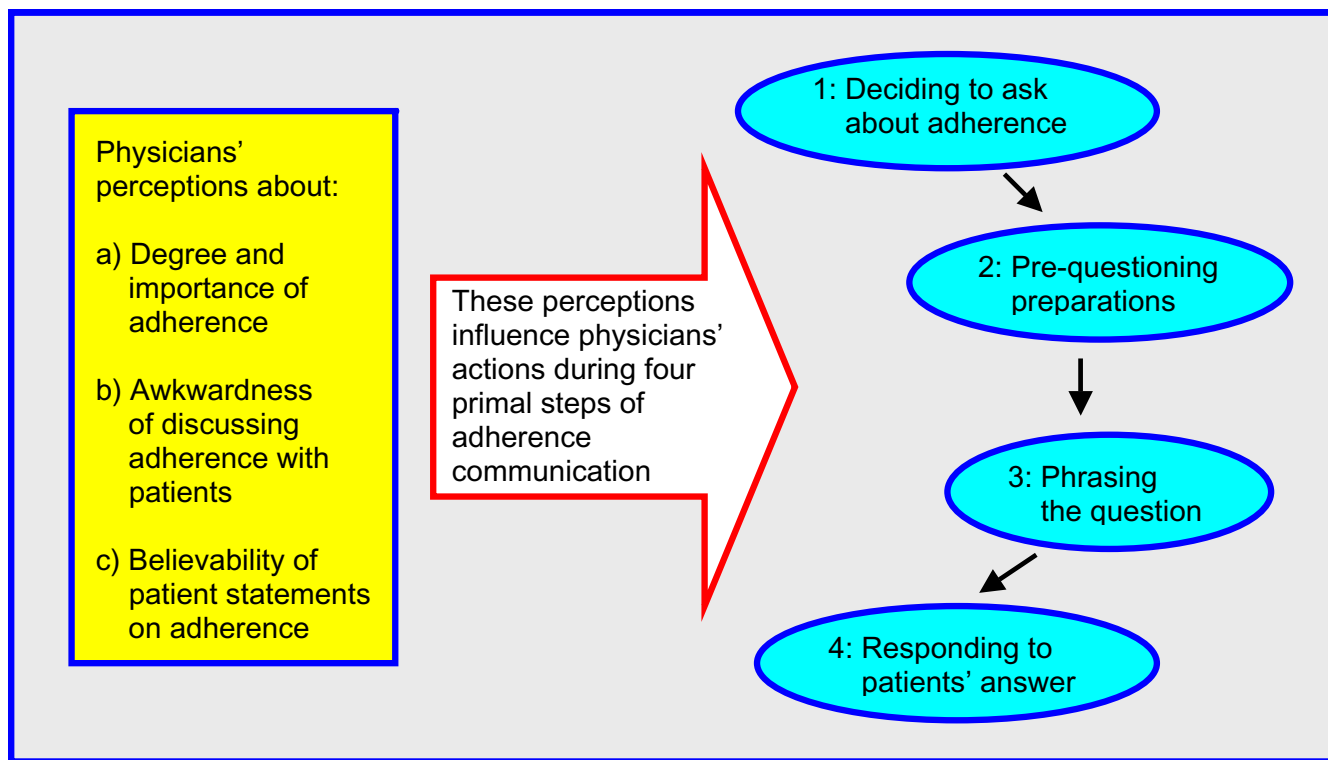 Physicians’
perceptions about:
a) Degree and
importance of
adherence
b) Awkwardness
of discussing
adherence with
patients
c) Believability of
patient statements
on adherence
These perceptions
influence physicians’
actions during four
primal steps of
adherence
communication
1: Deciding to ask
about adherence
2: Pre-questioning
preparations
3: Phrasing
the question
4: Responding to
patients’ answer